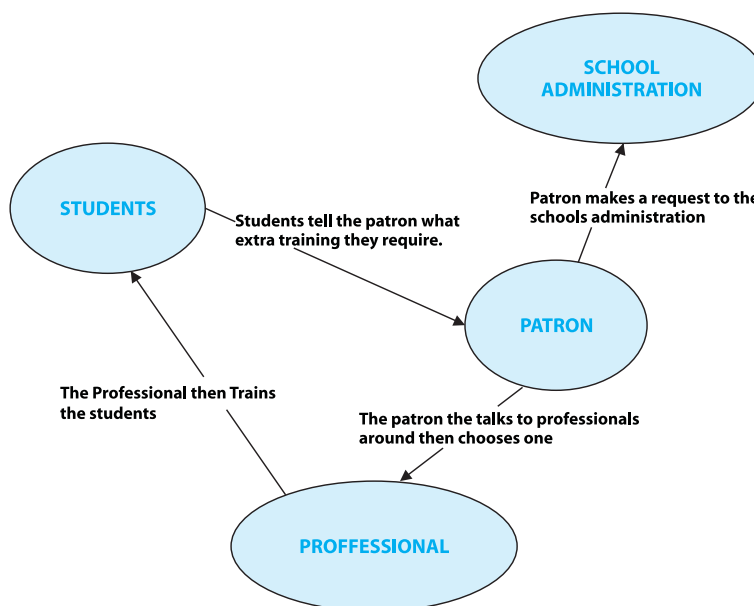 SCHOOL
ADMINISTRATION
STUDENTS
Students tell the patron what
extra training they require.
Patron makes a request to the
schools administration
PATRON
The Professional then Trains
the students
The patron the talks to professionals
around then chooses one
PROFFESSIONAL